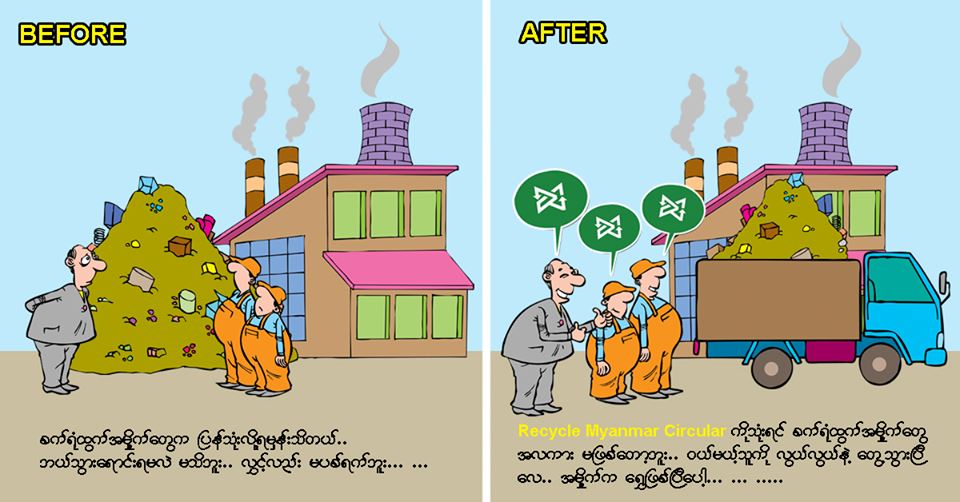 BEFORE
စက်ရုံထွက်အမှိုက်တွေက ပြန်သုံးလို့ရမှန်းသိတယ်..
ဘယ်သွားရောင်းရမလဲ မသိဘူး.. လွှင့်လည်း မပစ်ရက်ဘူး... ...
AFTER
Recycle Myanmar Circular ကိုသုံးရင် စက်ရုံထွက်အမှိုက်တွေ
အလကား မဖြစ်တော့ဘူး.. ဝယ်မယ့်သူကို လွယ်လွယ်နဲ့ တွေ့သွားပြီ
လေ.. အမှိုက်က ရွှေဖြစ်ပြီပေါ့... ... .....